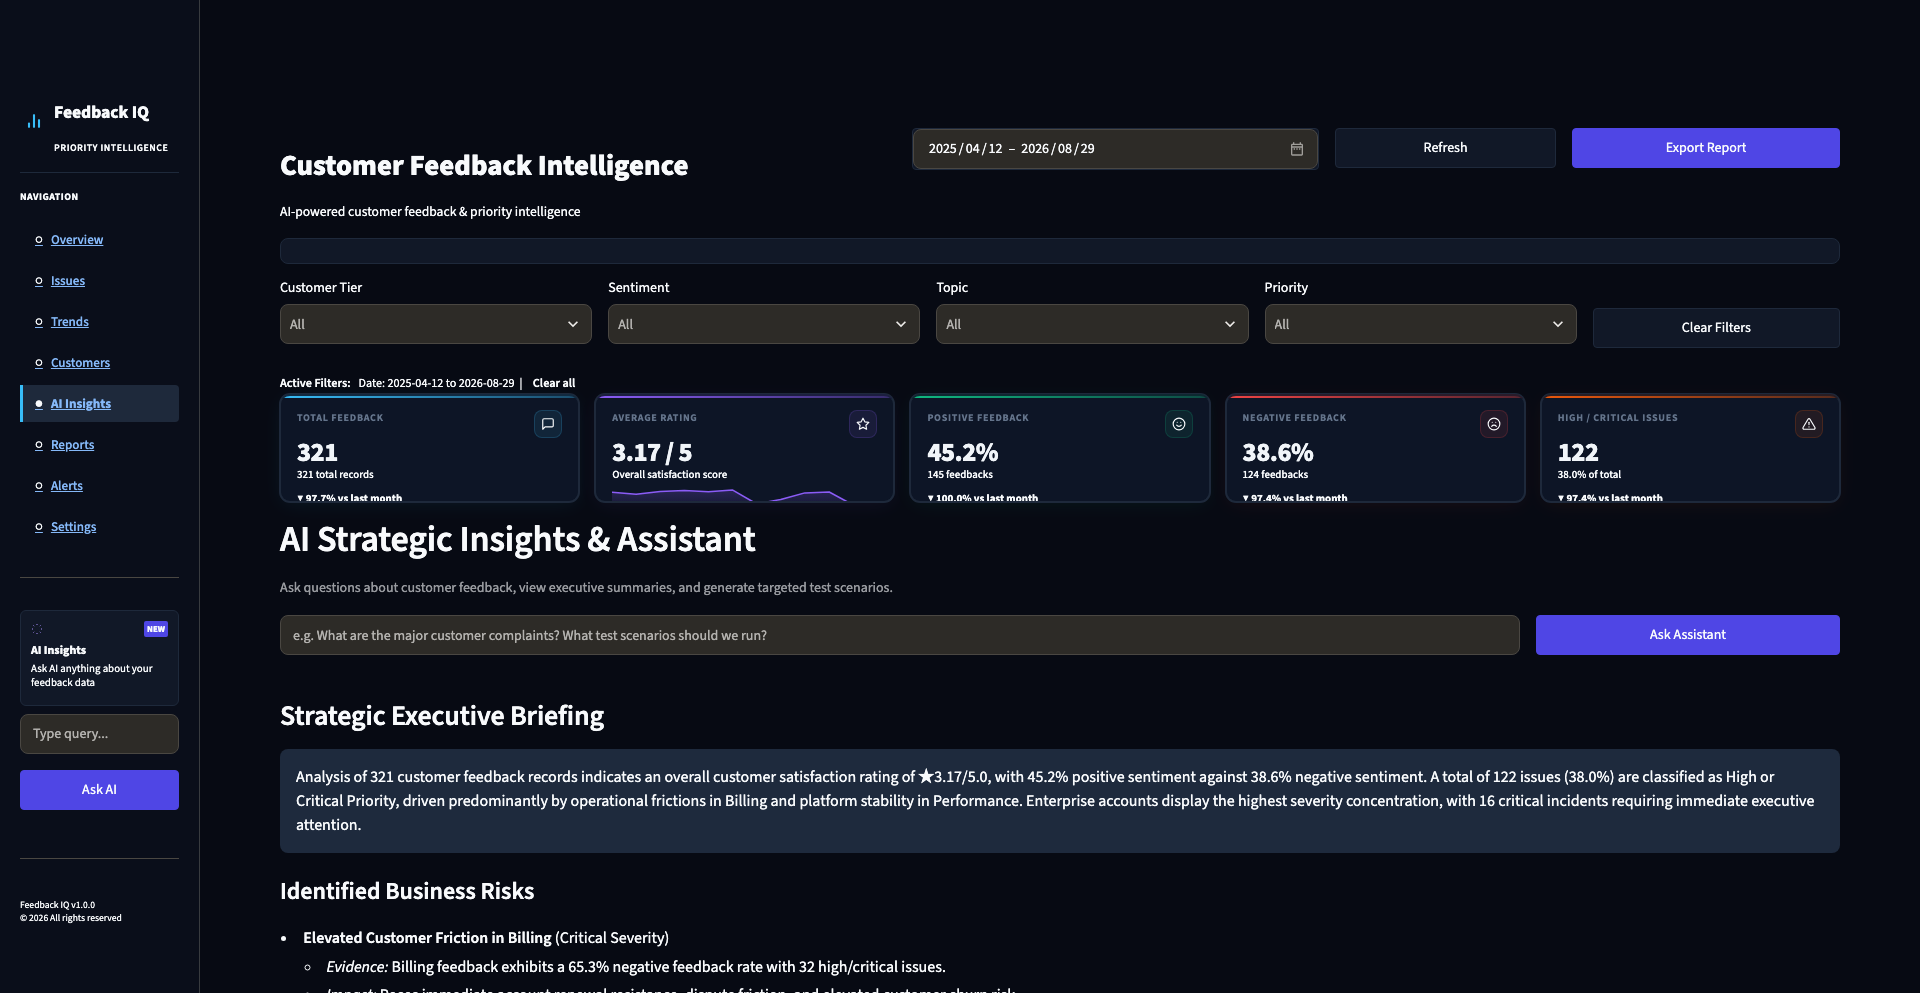 Feedback IQ
PRIORITY INTELLIGENCE
NAVIGATION
Overview
Issues
Trends
Customers
AI Insights
Reports
Alerts
Settings
NEW
AI Insights
Ask AI anything about your
feedback data
Type query...
Ask AI
Feedback IQ v1.0.0
© 2026 All rights reserved
Customer Feedback Intelligence
AI-powered customer feedback & priority intelligence
2025/04/12 – 2026/08/29
Refresh
Export Report
Customer Tier
All
Sentiment
All
Topic
All
Priority
All
Clear Filters
Active Filters: Date: 2025-04-12 to 2026-08-29 | Clear all
TOTAL FEEDBACK
321
321 total records
▼ 97.7% vs last month
AVERAGE RATING
3.17 / 5
Overall satisfaction score
POSITIVE FEEDBACK
45.2%
145 feedbacks
▼ 100.0% vs last month
NEGATIVE FEEDBACK
38.6%
124 feedbacks
▼ 97.4% vs last month
HIGH / CRITICAL ISSUES
122
38.0% of total
▼ 97.4% vs last month
AI Strategic Insights & Assistant
Ask questions about customer feedback, view executive summaries, and generate targeted test scenarios.
e.g. What are the major customer complaints? What test scenarios should we run?
Ask Assistant
Strategic Executive Briefing
Analysis of 321 customer feedback records indicates an overall customer satisfaction rating of ★3.17/5.0, with 45.2% positive sentiment against 38.6% negative sentiment. A total of 122 issues (38.0%) are classified as High or
Critical Priority, driven predominantly by operational frictions in Billing and platform stability in Performance. Enterprise accounts display the highest severity concentration, with 16 critical incidents requiring immediate executive
attention.
Identified Business Risks
• Elevated Customer Friction in Billing (Critical Severity)
○ Evidence: Billing feedback exhibits a 65.3% negative feedback rate with 32 high/critical issues.
Impact: Poses immediate account renewal resistance, dispute friction, and elevated customer churn risk.